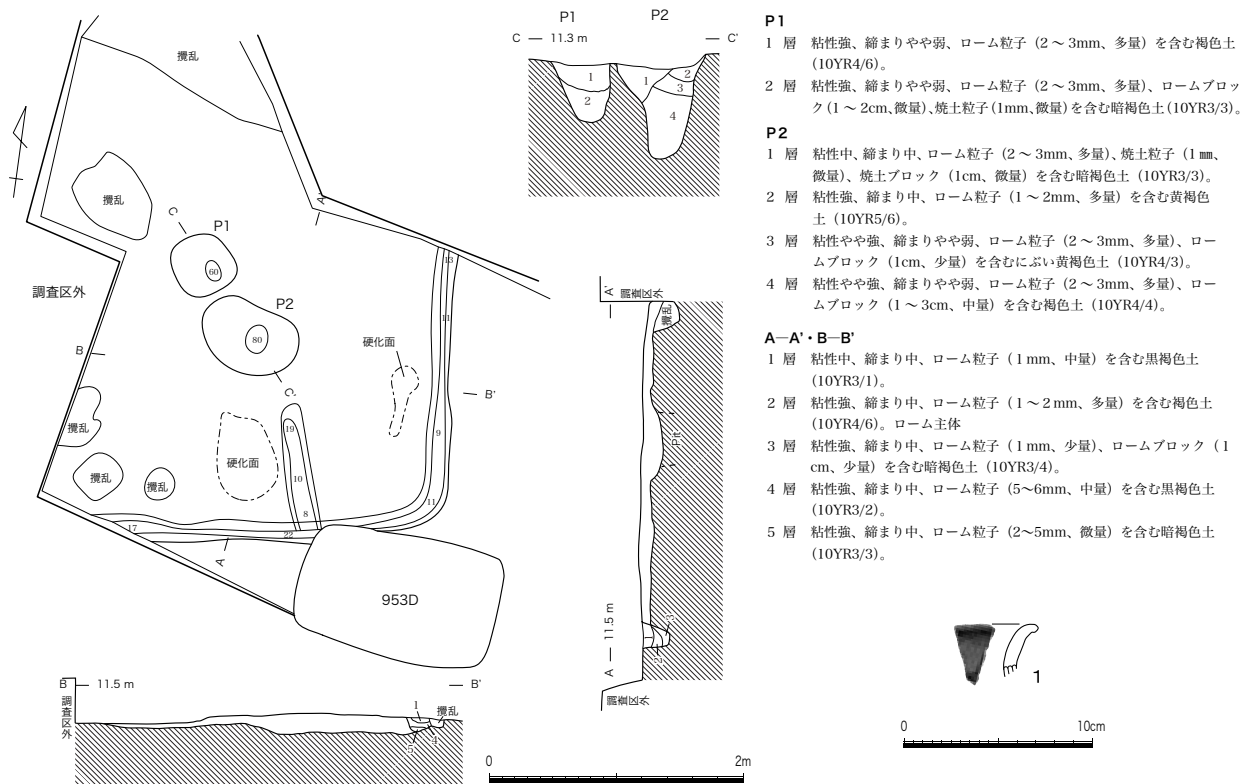 P1
1 層 粘性強、締まりやや弱、ローム粒子（2～3mm、多量）を含む褐色土
（10YR4/6）。
2 層 粘性強、締まりやや弱、ローム粒子（2～3mm、多量）、ロームブロッ
ク（1～2cm、微量）、焼土粒子（1mm、微量）を含む暗褐色土（10YR3/3）。
P2
1 層 粘性中、締まり中、ローム粒子（2～3mm、多量）、焼土粒子（1㎜、
微量）、焼土ブロック（1cm、微量）を含む暗褐色土（10YR3/3）。
2 層 粘性強、締まり中、ローム粒子（1～2mm、多量）を含む黄褐色
土（10YR5/6）。
3 層 粘性やや強、締まりやや弱、ローム粒子（2～3mm、多量）、ロー
ムブロック（1cm、少量）を含むにぶい黄褐色土（10YR4/3）。
4 層 粘性やや強、締まりやや弱、ローム粒子（2～3mm、多量）、ロー
ムブロック（1～3cm、中量）を含む褐色土（10YR4/4）。
A―A'・B―B'
1 層 粘性中、締まり中、ローム粒子（1mm、中量）を含む黒褐色土
（10YR3/1）。
2 層 粘性強、締まり中、ローム粒子（1～2mm、多量）を含む褐色土
（10YR4/6）。ローム主体
3 層 粘性強、締まり中、ローム粒子（1mm、少量）、ロームブロック（1
cm、少量）を含む暗褐色土（10YR3/4）。
4 層 粘性強、締まり中、ローム粒子（5～6mm、中量）を含む黒褐色土
（10YR3/2）。
5 層 粘性強、締まり中、ローム粒子（2～5mm、微量）を含む暗褐色土
（10YR3/3）。
攪乱
攪乱
C
P1
60
P2
80
C'
A'
調査区外
B
B'
13
11
硬化面
9
11
硬化面
19
10
8
22
17
攪乱
攪乱
攪乱
A
953D
P1
P2
C
11.3 m
C'
1
2
1
2
3
4
A'
調査区外
攪乱
Pit
3
2
A
11.5 m
調査区外
B
11.5 m
B'
調査区外
1
攪乱
4
5
0
2m
1
0
10cm